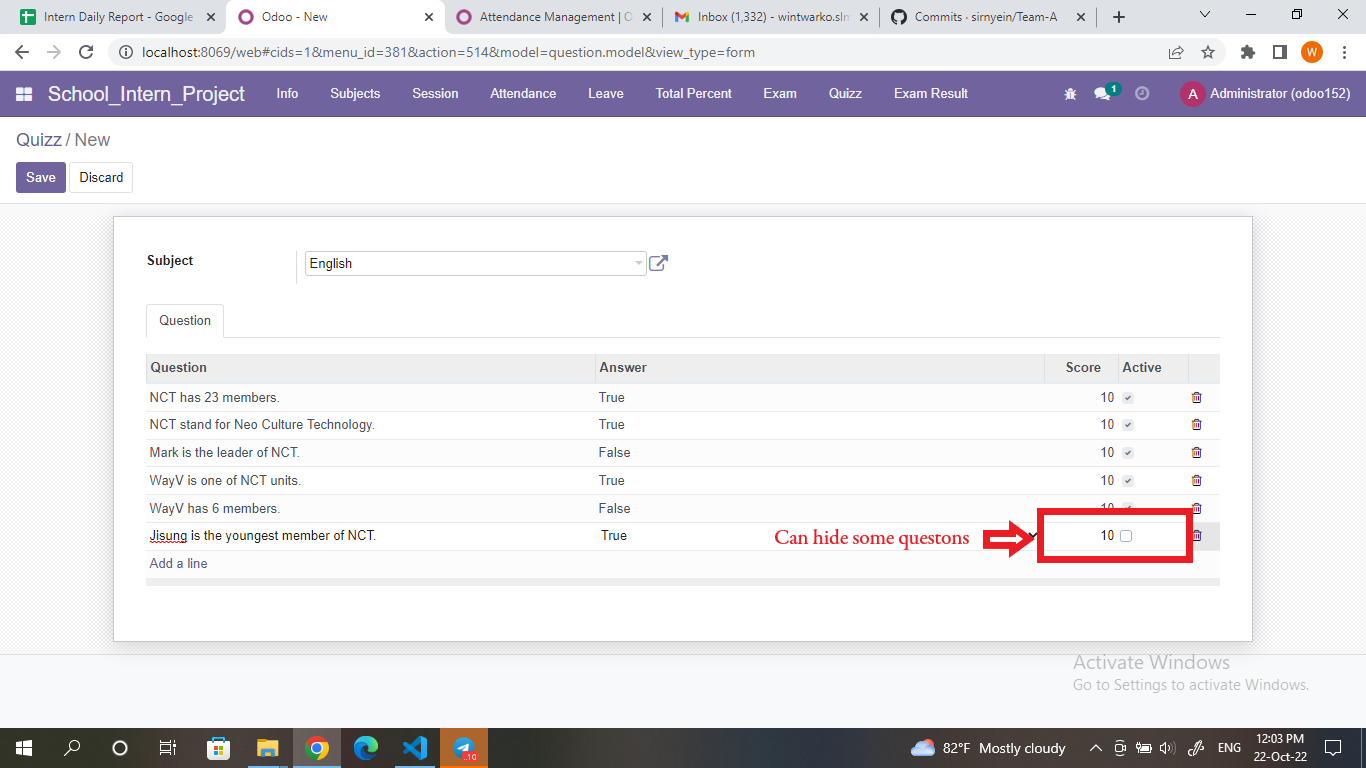 Intern Daily Report - Google
Odoo - New
Attendance Management | O
Inbox (1,332) - wintwarko.slm
Commits · sirnyein/Team-A
localhost:8069/web#cids=1&menu_id=381&action=514&model=question.model&view_type=form
W
School_Intern_Project
Info
Subjects
Session
Attendance
Leave
Total Percent
Exam
Quizz
Exam Result
1
A
Administrator (odoo152)
Quizz / New
Save
Discard
Subject
English
Question
Question Answer Score Active
NCT has 23 members. True 10
NCT stand for Neo Culture Technology. True 10
Mark is the leader of NCT. False 10
WayV is one of NCT units. True 10
WayV has 6 members. False 10
Jisung is the youngest member of NCT. True 10
Can hide some questons
Add a line
Activate Windows
Go to Settings to activate Windows.
..10
82°F Mostly cloudy
ENG
12:03 PM
22-Oct-22